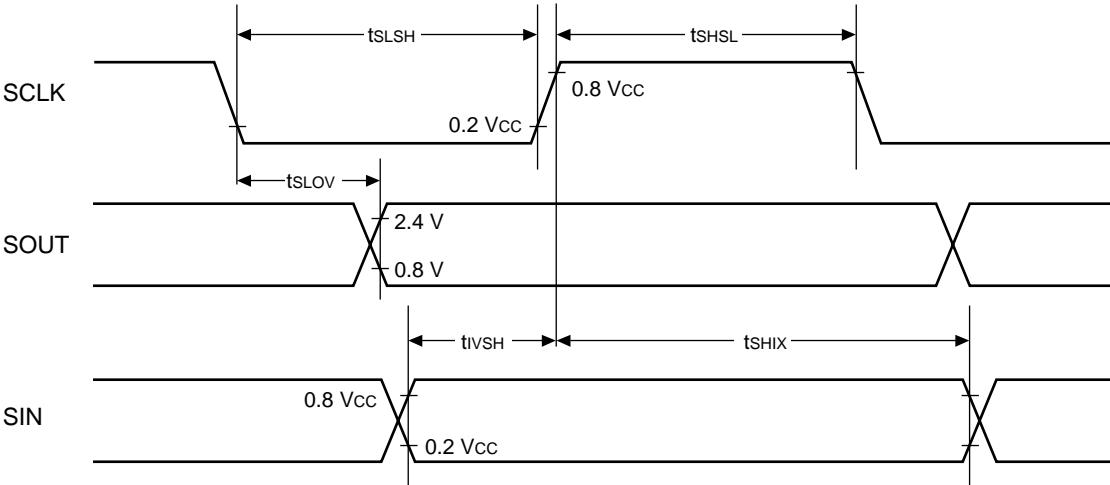 tSLSH
tSHSL
SCLK
0.8 VCC
0.2 VCC
tSLOV
SOUT
2.4 V
0.8 V
tIVSH
tSHIX
SIN
0.8 VCC
0.2 VCC